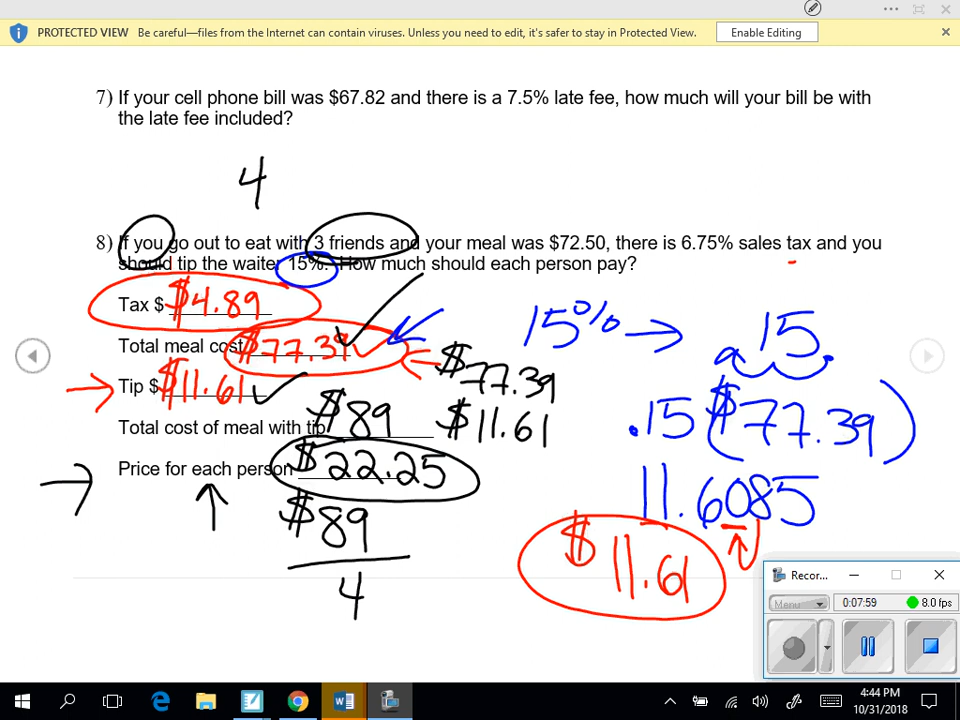 PROTECTED VIEW Be careful—files from the Internet can contain viruses. Unless you need to edit, it's safer to stay in Protected View. Enable Editing
7) If your cell phone bill was $67.82 and there is a 7.5% late fee, how much will your bill be with
the late fee included?
4
8) If you go out to eat with 3 friends and your meal was $72.50, there is 6.75% sales tax and you
should tip the waiter 15%. How much should each person pay?
Tax $ $4.89
15% → 15.
Total meal cost $77.39
$77.39
Tip $ $11.61
$11.61
.15($77.39)
Total cost of meal with tip $89
Price for each person $22.25
11.6085
$89
4
$11.61
Recor...
Menu
0:07:59
8.0 fps
4:44 PM
10/31/2018